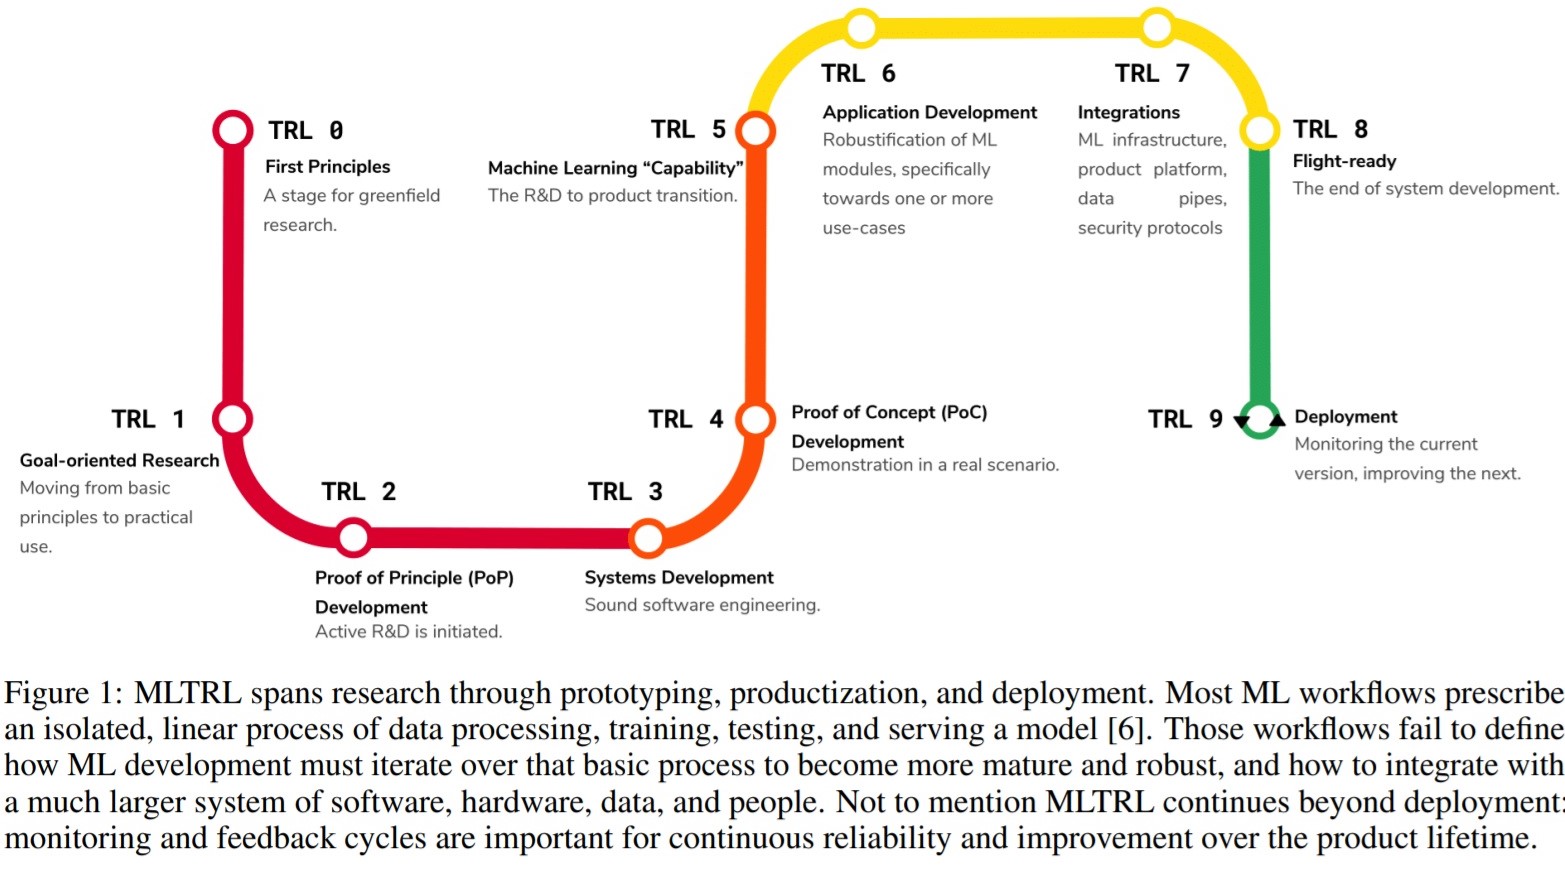 TRL 0
First Principles
A stage for greenfield
research.
TRL 1
Goal-oriented Research
Moving from basic
principles to practical
use.
TRL 2
Proof of Principle (PoP)
Development
Active R&D is initiated.
TRL 3
Systems Development
Sound software engineering.
TRL 4
Proof of Concept (PoC)
Development
Demonstration in a real scenario.
TRL 5
Machine Learning “Capability”
The R&D to product transition.
TRL 6
Application Development
Robustification of ML
modules, specifically
towards one or more
use-cases
TRL 7
Integrations
ML infrastructure,
product platform,
data pipes,
security protocols
TRL 8
Flight-ready
The end of system development.
TRL 9
Deployment
Monitoring the current
version, improving the next.
Figure 1: MLTRL spans research through prototyping, productization, and deployment. Most ML workflows prescribe
an isolated, linear process of data processing, training, testing, and serving a model [6]. Those workflows fail to define
how ML development must iterate over that basic process to become more mature and robust, and how to integrate with
a much larger system of software, hardware, data, and people. Not to mention MLTRL continues beyond deployment:
monitoring and feedback cycles are important for continuous reliability and improvement over the product lifetime.